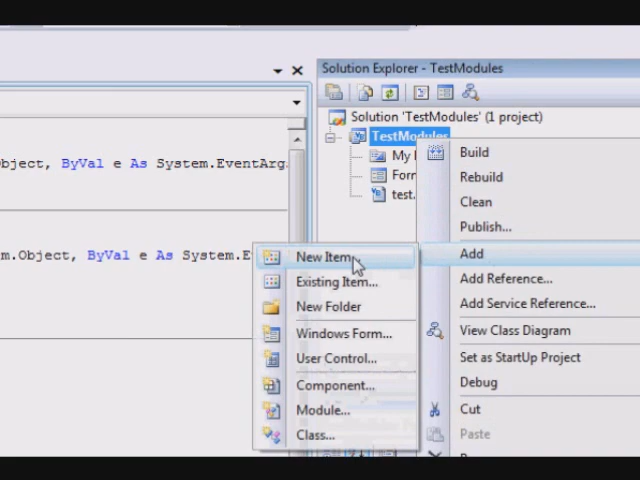 Solution Explorer - TestModules
Solution 'TestModules' (1 project)
TestModules
My
For
test.
Object, ByVal e As System.EventArg
m.Object, ByVal e As System.E
Build
Rebuild
Clean
Publish...
Add
Add Reference...
Add Service Reference...
View Class Diagram
Set as StartUp Project
Debug
Cut
Paste
New Item...
Existing Item...
New Folder
Windows Form...
User Control...
Component...
Module...
Class...